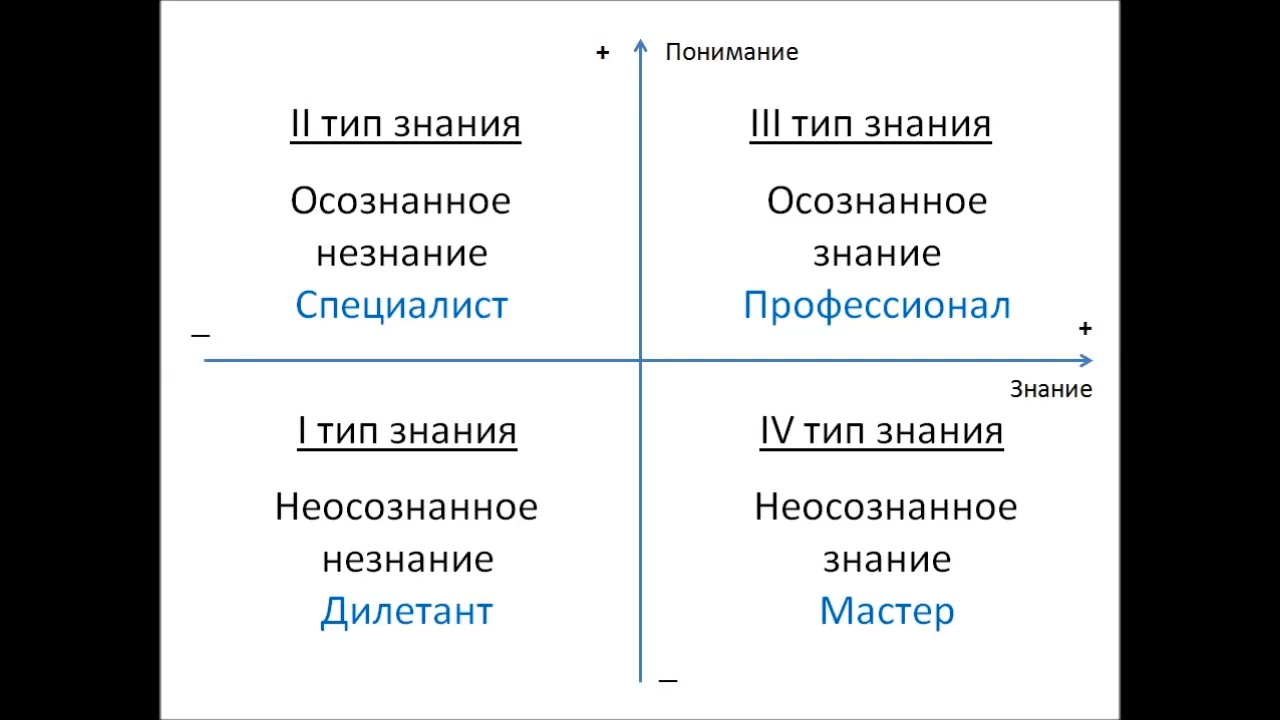 + Понимание
II тип знания
Осознанное
незнание
Специалист
III тип знания
Осознанное
знание
Профессионал
–
+
Знание
I тип знания
Неосознанное
незнание
Дилетант
IV тип знания
Неосознанное
знание
Мастер
–